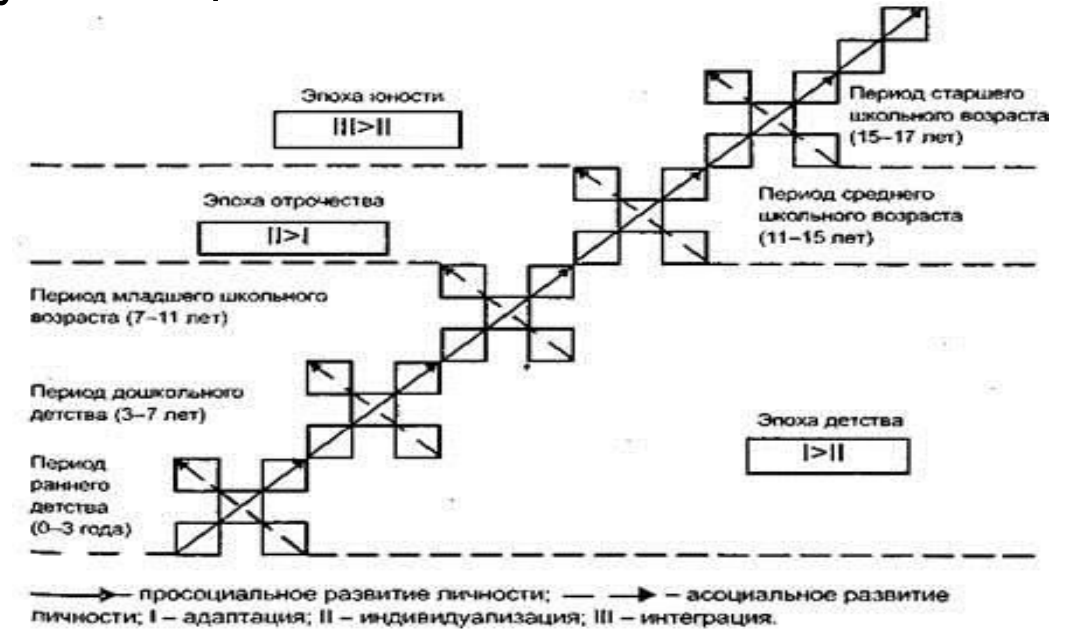 Эпоха юности
III>II
Период старшего
школьного возраста
(15–17 лет)
Эпоха отрочества
II>I
Период среднего
школьного возраста
(11–15 лет)
Период младшего школьного
возраста (7–11 лет)
Период дошкольного
детства (3–7 лет)
Эпоха детства
I>II
Период
раннего
детства
(0–3 года)
– просоциальное развитие личности; – асоциальное развитие
личности; I – адаптация; II – индивидуализация; III – интеграция.